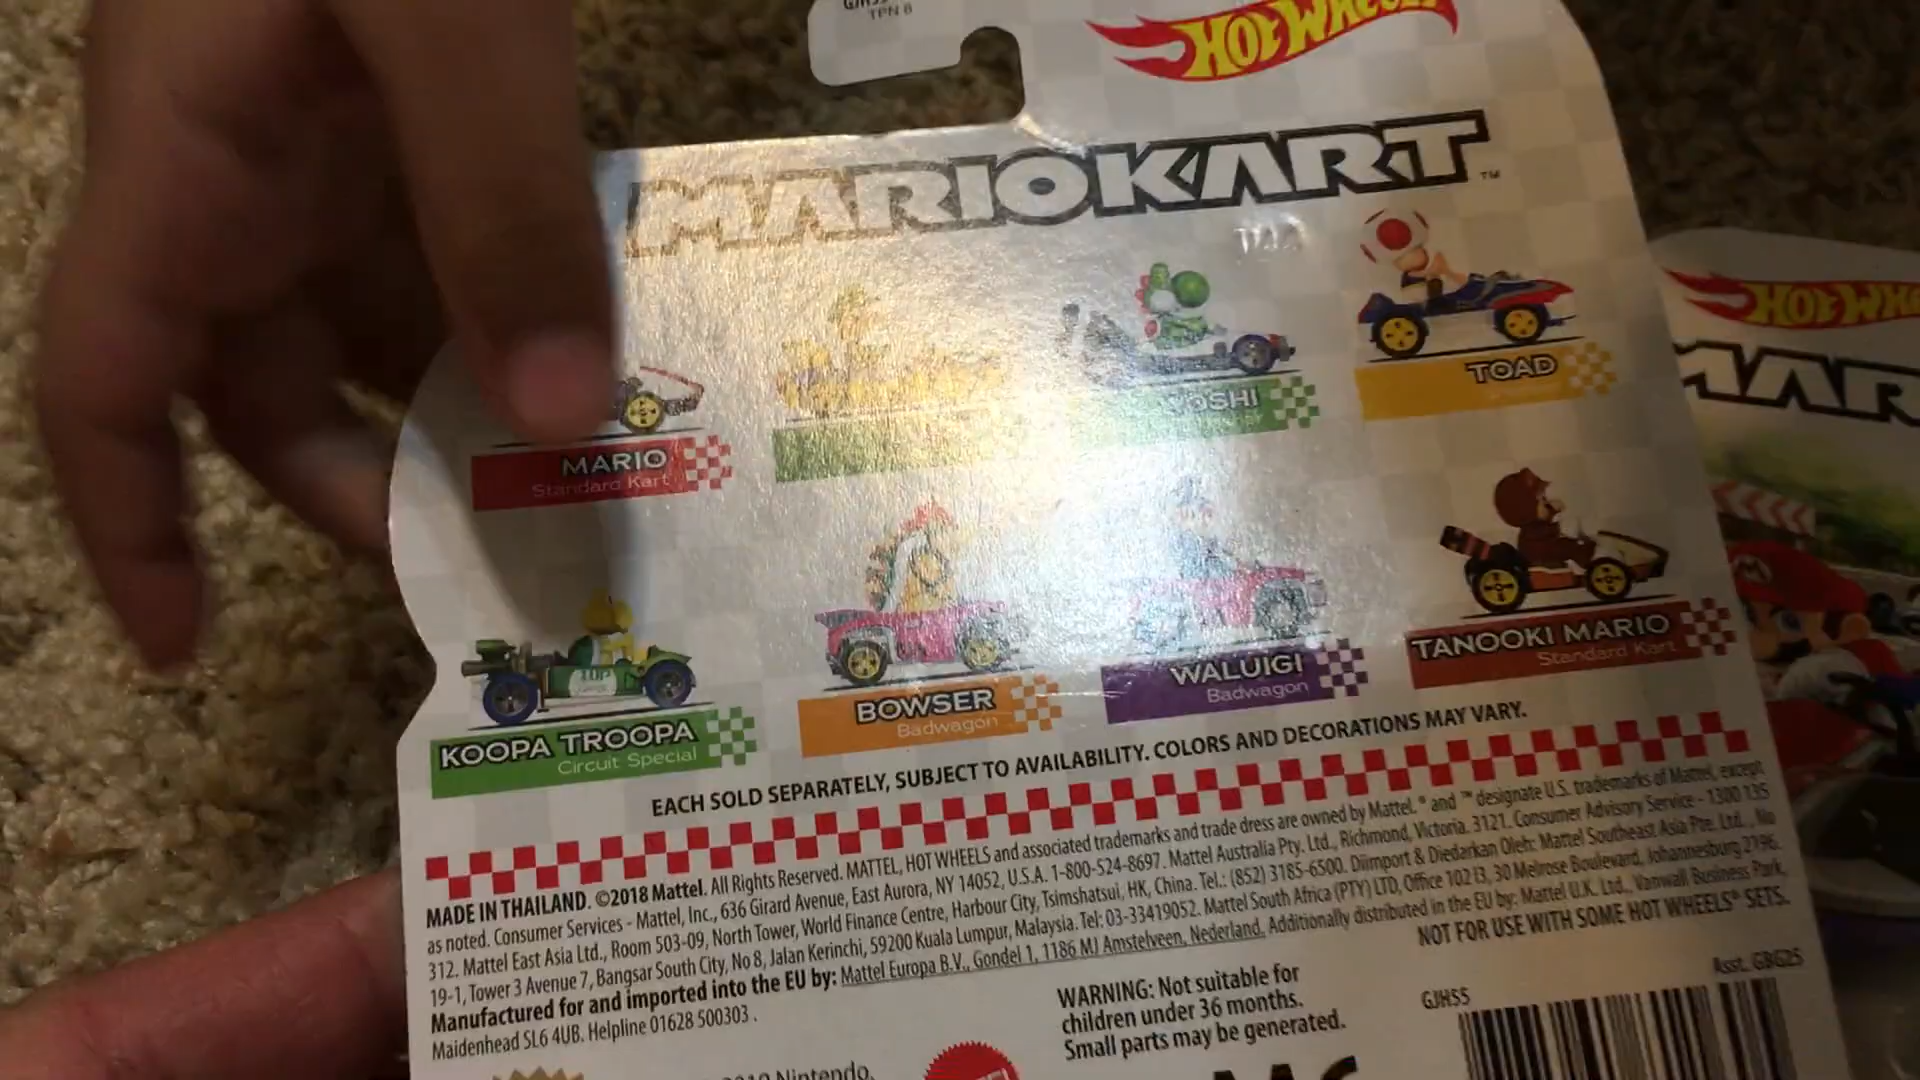 TPN 8
HOT WHEELS
MARIOKART™
TOAD
YOSHI
MARIO
Standard Kart
TANOOKI MARIO
Standard Kart
WALUIGI
Badwagon
BOWSER
Badwagon
KOOPA TROOPA
Circuit Special
EACH SOLD SEPARATELY, SUBJECT TO AVAILABILITY. COLORS AND DECORATIONS MAY VARY.
MADE IN THAILAND. ©2018 Mattel. All Rights Reserved. MATTEL, HOT WHEELS and associated trademarks and trade dress are owned by Mattel. ® and ™ designate U.S. trademarks of Mattel, except
as noted. Consumer Services - Mattel, Inc., 636 Girard Avenue, East Aurora, NY 14052, U.S.A. 1-800-524-8697. Mattel Australia Pty. Ltd., Richmond, Victoria. 3121. Consumer Advisory Service - 1300 135
312. Mattel East Asia Ltd., Room 503-09, North Tower, World Finance Centre, Harbour City, Tsimshatsui, HK, China. Tel.: (852) 3185-6500. Diimport & Diedarkan Oleh: Mattel Southeast Asia Pte. Ltd., No
19-1, Tower 3 Avenue 7, Bangsar South City, No 8, Jalan Kerinchi, 59200 Kuala Lumpur, Malaysia. Tel: 03-33419052. Mattel South Africa (PTY) LTD, Office 102 I3, 30 Melrose Boulevard, Johannesburg 2196.
Manufactured for and imported into the EU by: Mattel Europa B.V., Gondel 1, 1186 MJ Amstelveen, Nederland. Additionally distributed in the EU by: Mattel U.K. Ltd., Vanwall Business Park,
Maidenhead SL6 4UB. Helpline 01628 500303.
NOT FOR USE WITH SOME HOT WHEELS® SETS.
WARNING: Not suitable for
children under 36 months.
Small parts may be generated.
GJH55
Asst. GBG25
Nintendo.
HOT WHE
MAR